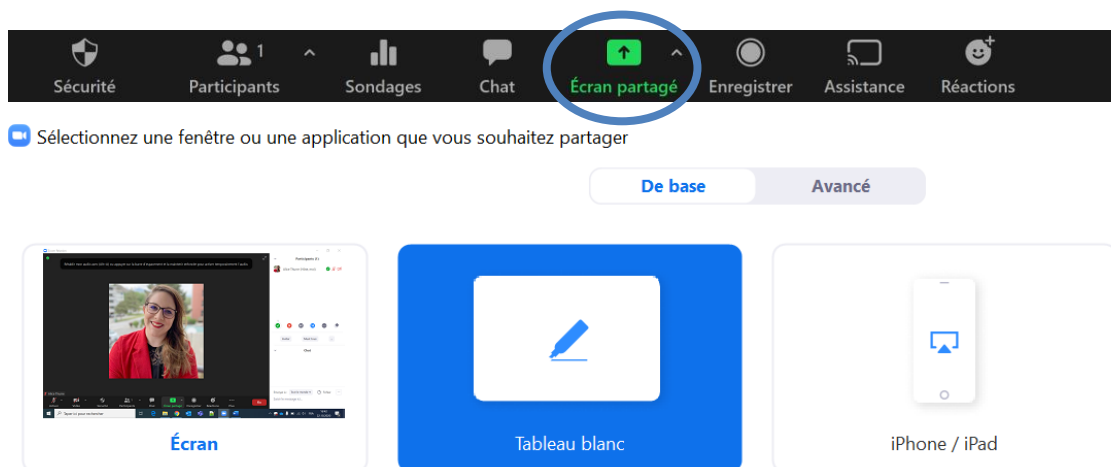 1
Sécurité Participants Sondages Chat Écran partagé Enregistrer Assistance Réactions
Sélectionnez une fenêtre ou une application que vous souhaitez partager
De base Avancé
Écran Tableau blanc iPhone / iPad